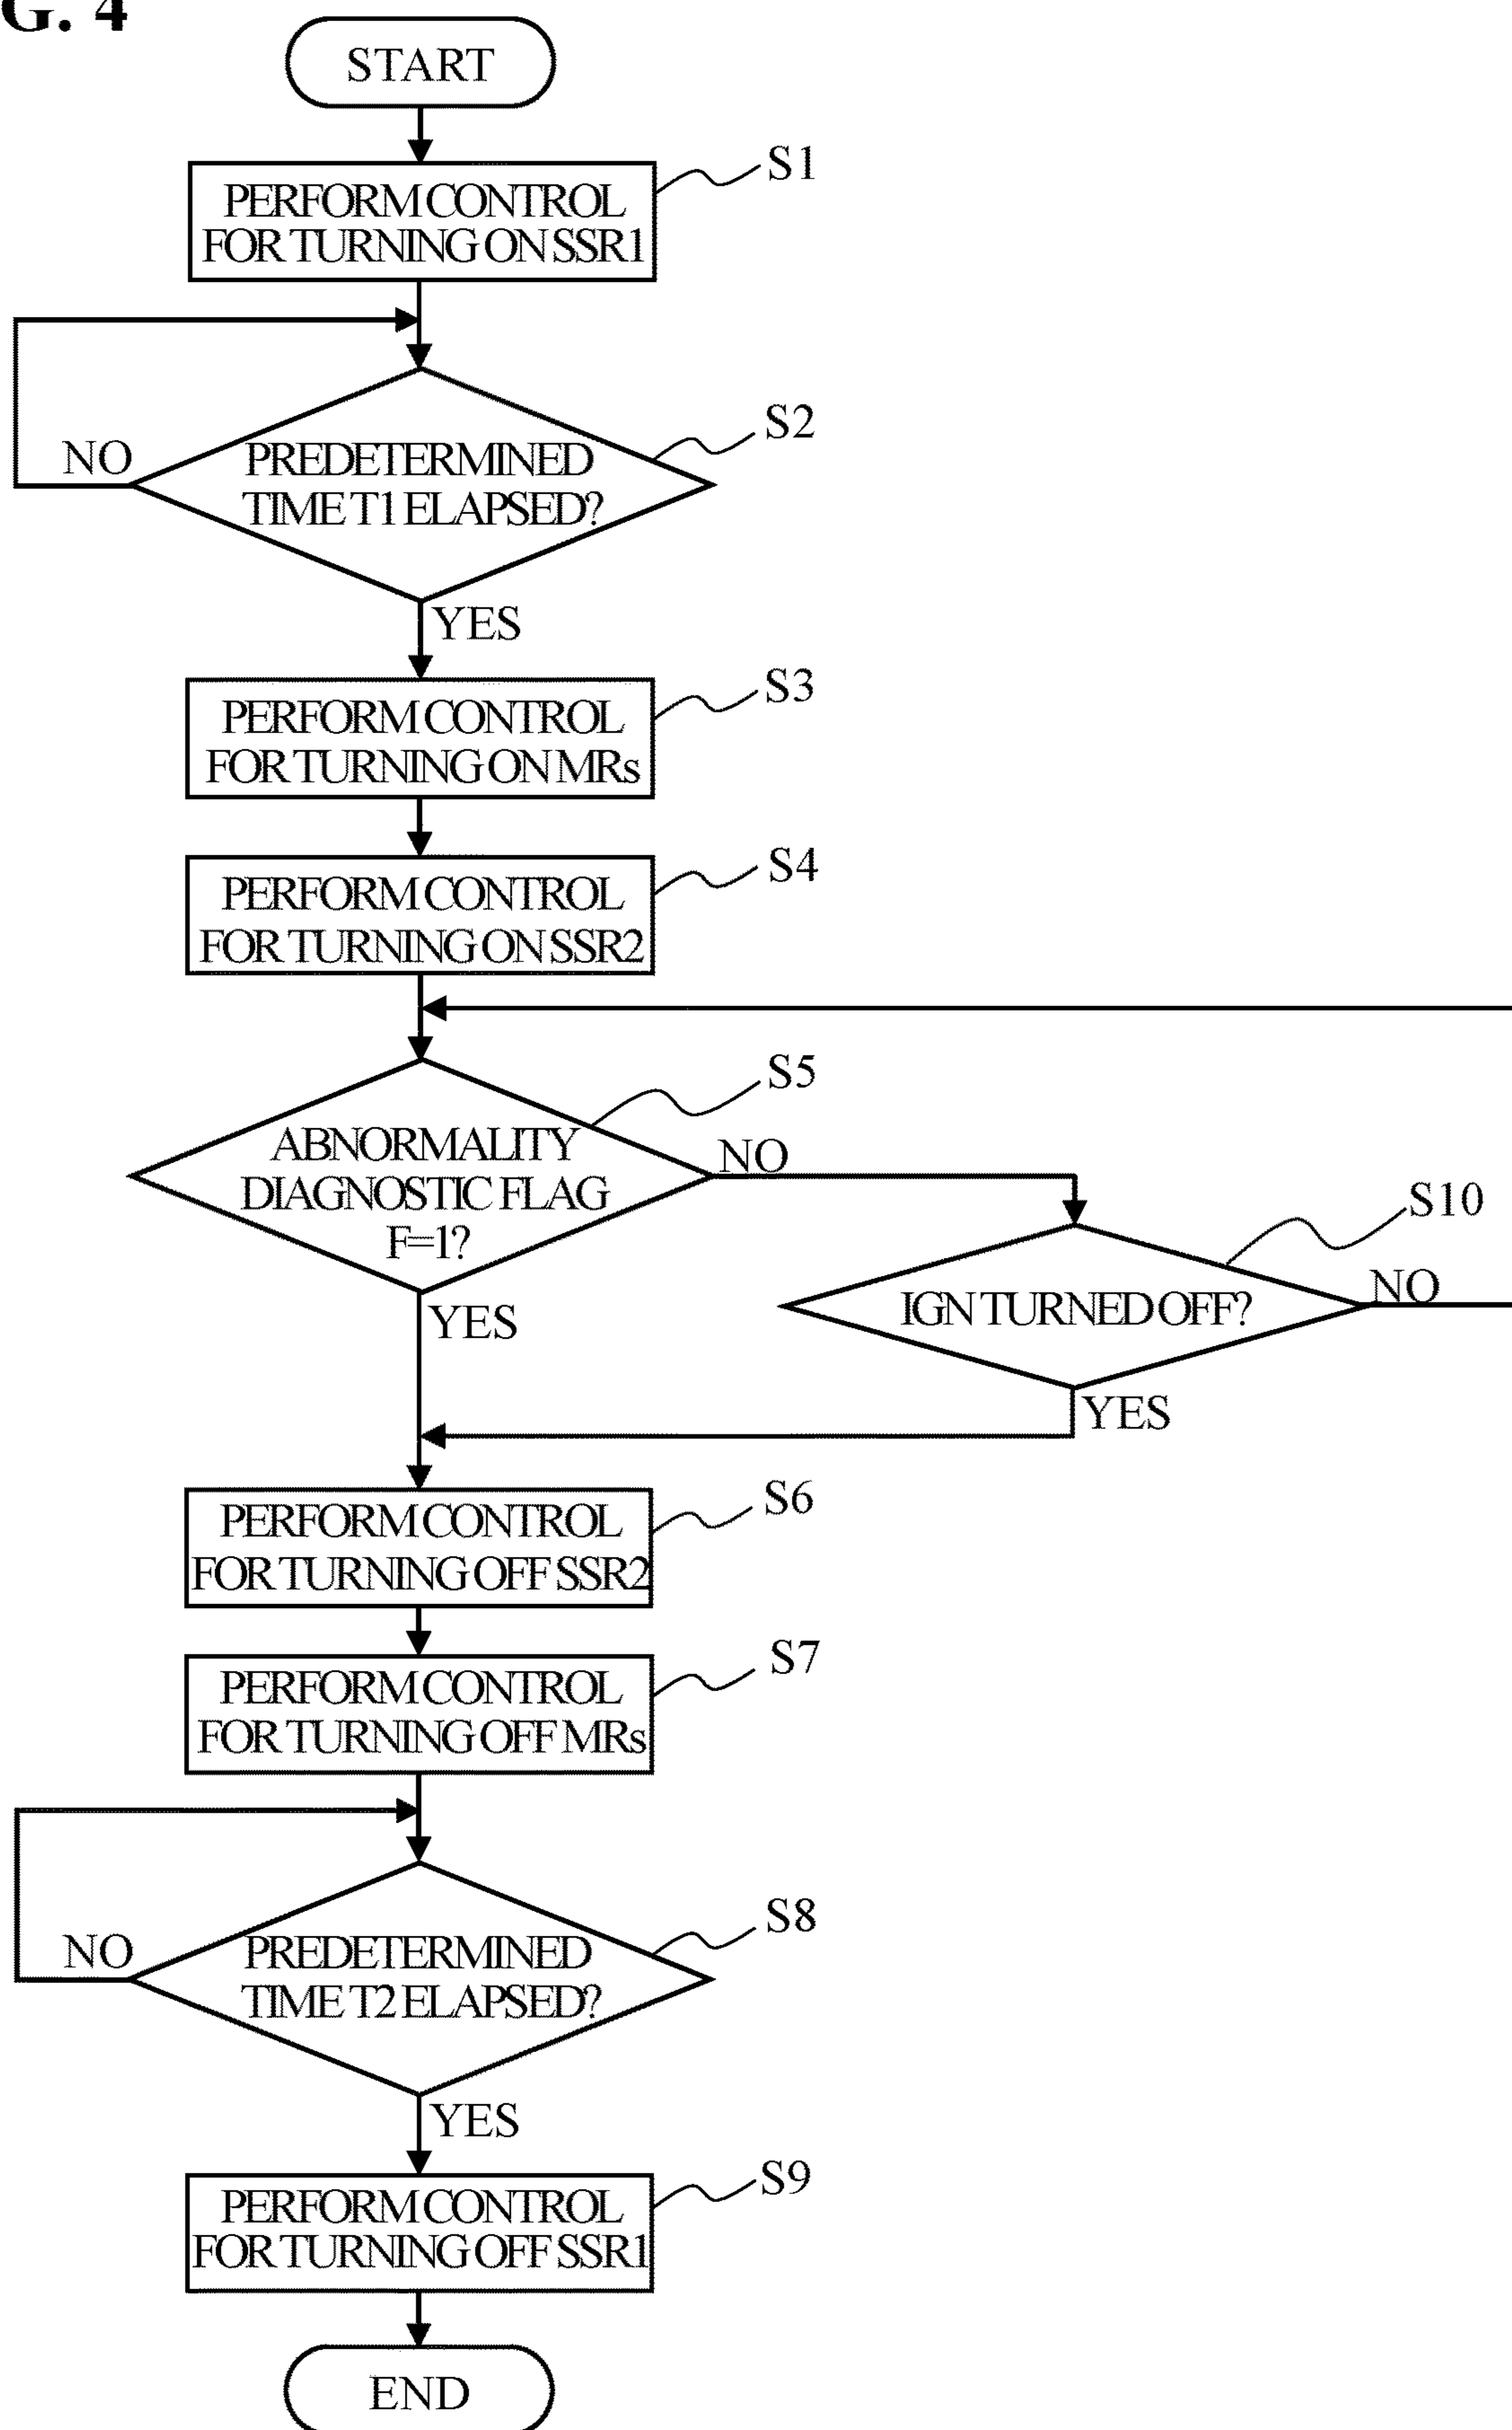 G. 4
START
S1
PERFORM CONTROL
FOR TURNING ON SSR1
S2
NO
PREDETERMINED
TIME T1 ELAPSED?
YES
S3
PERFORM CONTROL
FOR TURNING ON MRs
S4
PERFORM CONTROL
FOR TURNING ON SSR2
S5
ABNORMALITY
DIAGNOSTIC FLAG
F=1?
NO
S10
IGN TURNED OFF?
NO
YES
YES
S6
PERFORM CONTROL
FOR TURNING OFF SSR2
S7
PERFORM CONTROL
FOR TURNING OFF MRs
S8
NO
PREDETERMINED
TIME T2 ELAPSED?
YES
S9
PERFORM CONTROL
FOR TURNING OFF SSR1
END